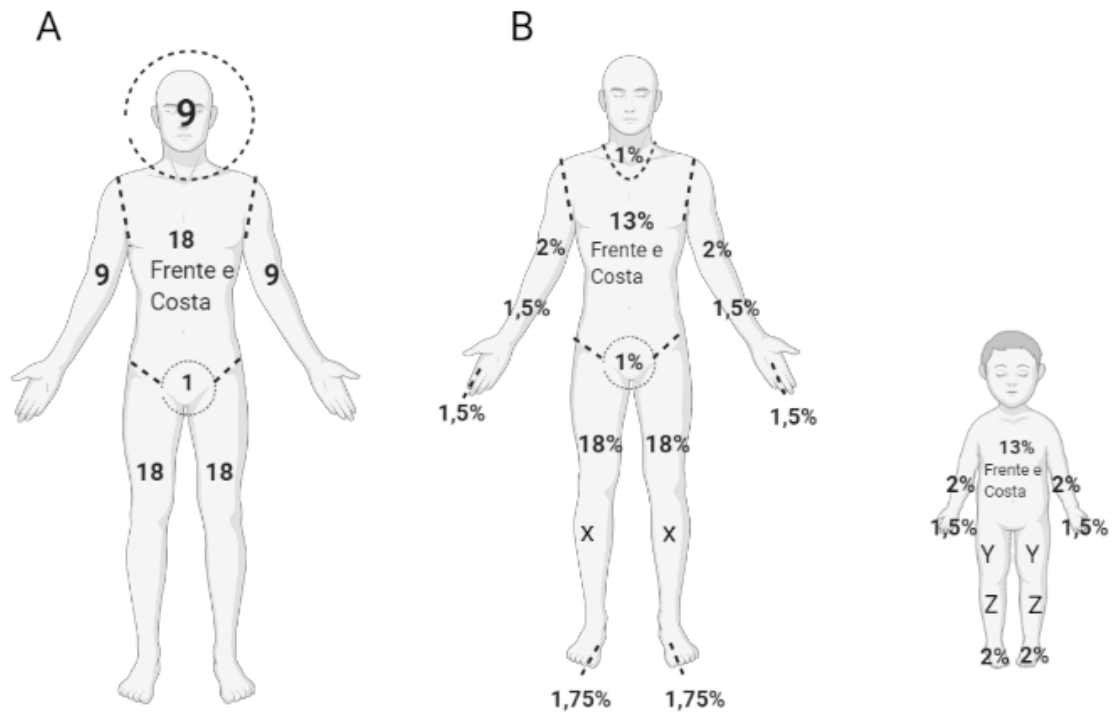 A
9
18
Frente e
Costa
9
9
1
18
18
B
1%
13%
Frente e
Costa
2%
2%
1,5%
1,5%
1%
1,5%
1,5%
18%
18%
X
X
1,75%
1,75%
13%
Frente e
Costa
2%
2%
1,5%
1,5%
Y
Y
Z
Z
2%
2%